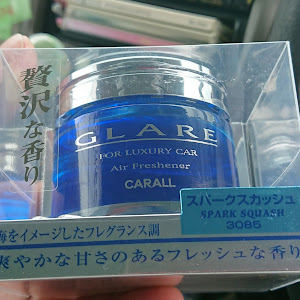 贅沢な香り
GLARE
FOR LUXURY CAR
Air Freshener
CARALL
スパークスカッシュ
SPARK SQUASH
3085
海をイメージしたフレグランス調
爽やかな甘さのあるフレッシュな香り